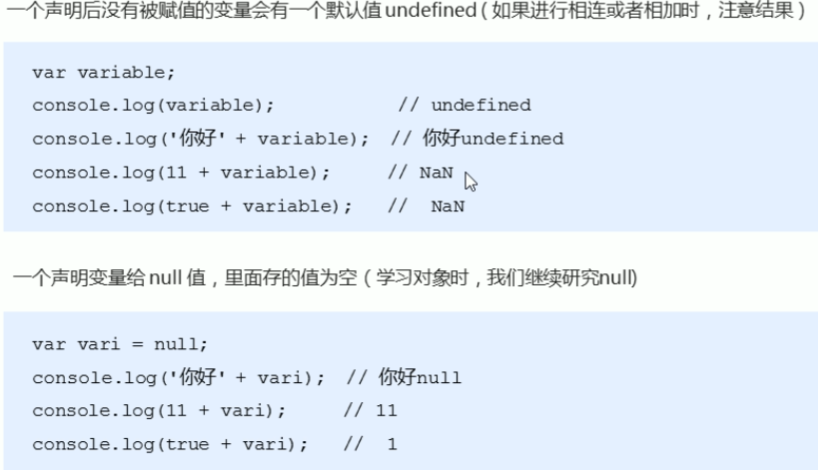 一个声明后没有被赋值的变量会有一个默认值 undefined ( 如果进行相连或者相加时，注意结果 )
var variable;
console.log(variable);            // undefined
console.log('你好' + variable);  // 你好undefined
console.log(11 + variable);      // NaN
console.log(true + variable);   //  NaN
一个声明变量给 null 值，里面存的值为空 ( 学习对象时，我们继续研究null)
var vari = null;
console.log('你好' + vari);  // 你好null
console.log(11 + vari);      // 11
console.log(true + vari);   //  1